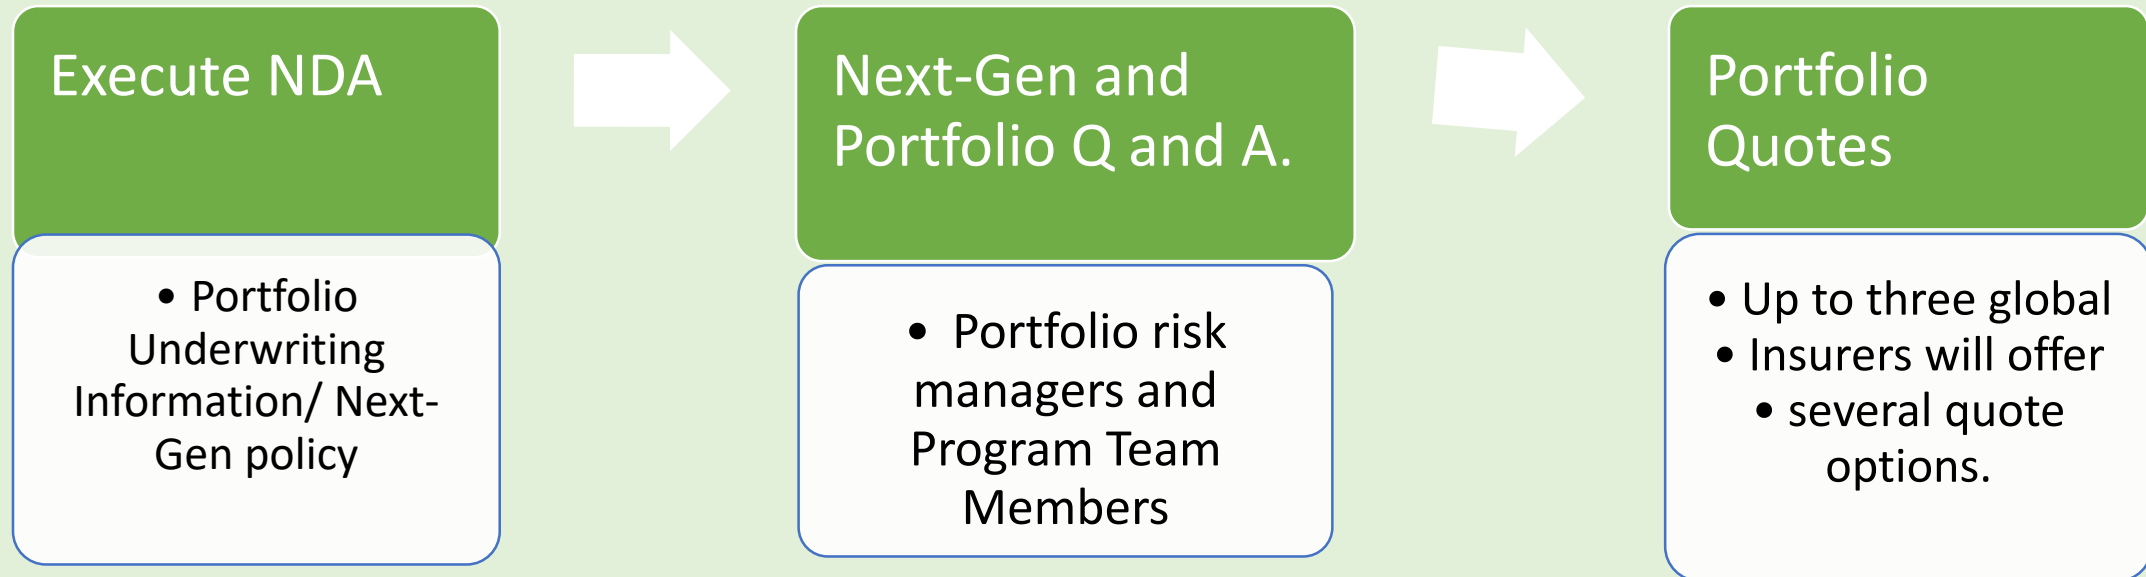 Execute NDA
• Portfolio
Underwriting
Information/ Next-
Gen policy
Next-Gen and
Portfolio Q and A.
• Portfolio risk
managers and
Program Team
Members
Portfolio
Quotes
• Up to three global
• Insurers will offer
• several quote
options.